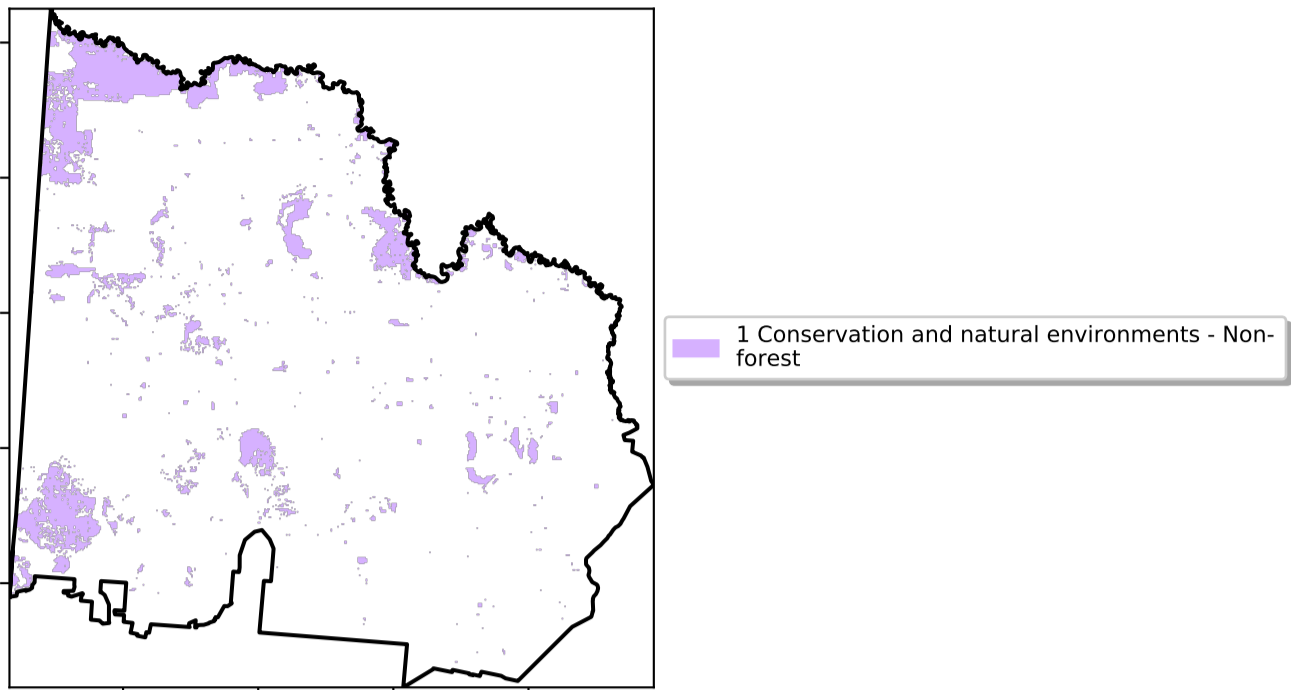 1 Conservation and natural environments - Non-
forest